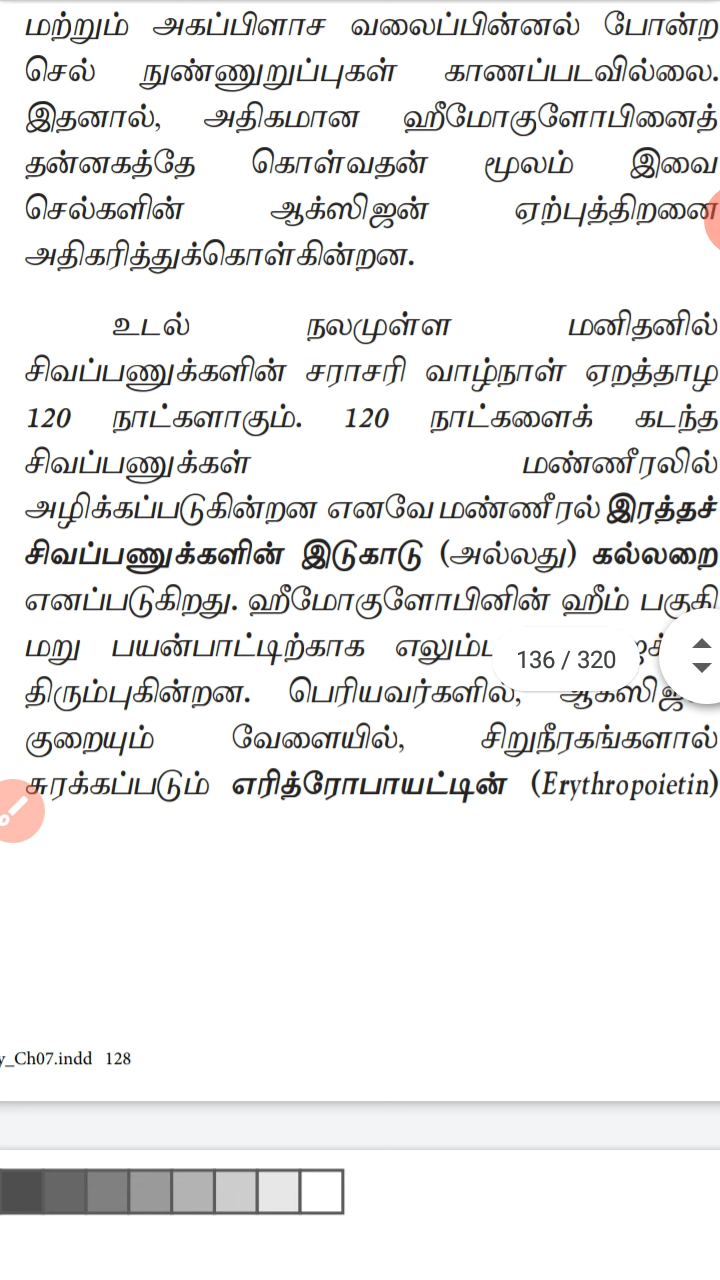 மற்றும் அகப்பிளாச வலைப்பின்னல் போன்ற
செல் நுண்ணுறுப்புகள் காணப்படவில்லை.
இதனால், அதிகமான ஹீமோகுளோபினைத்
தன்னகத்தே கொள்வதன் மூலம் இவை
செல்களின் ஆக்ஸிஜன் ஏற்புத்திறனை
அதிகரித்துக்கொள்கின்றன.
உடல் நலமுள்ள மனிதனில்
சிவப்பணுக்களின் சராசரி வாழ்நாள் ஏறத்தாழ
120 நாட்களாகும். 120 நாட்களைக் கடந்த
சிவப்பணுக்கள் மண்ணீரலில்
அழிக்கப்படுகின்றன எனவே மண்ணீரல் இரத்தச்
சிவப்பணுக்களின் இடுகாடு (அல்லது) கல்லறை
எனப்படுகிறது. ஹீமோகுளோபினின் ஹீம் பகுதி
மறு பயன்பாட்டிற்காக
136 / 320
திரும்புகின்றன. பெரியவர்களில்,
குறையும் வேளையில், சிறுநீரகங்களால்
சுரக்கப்படும் எரித்ரோபாயட்டின் (Erythropoietin)
y_Ch07.indd 128